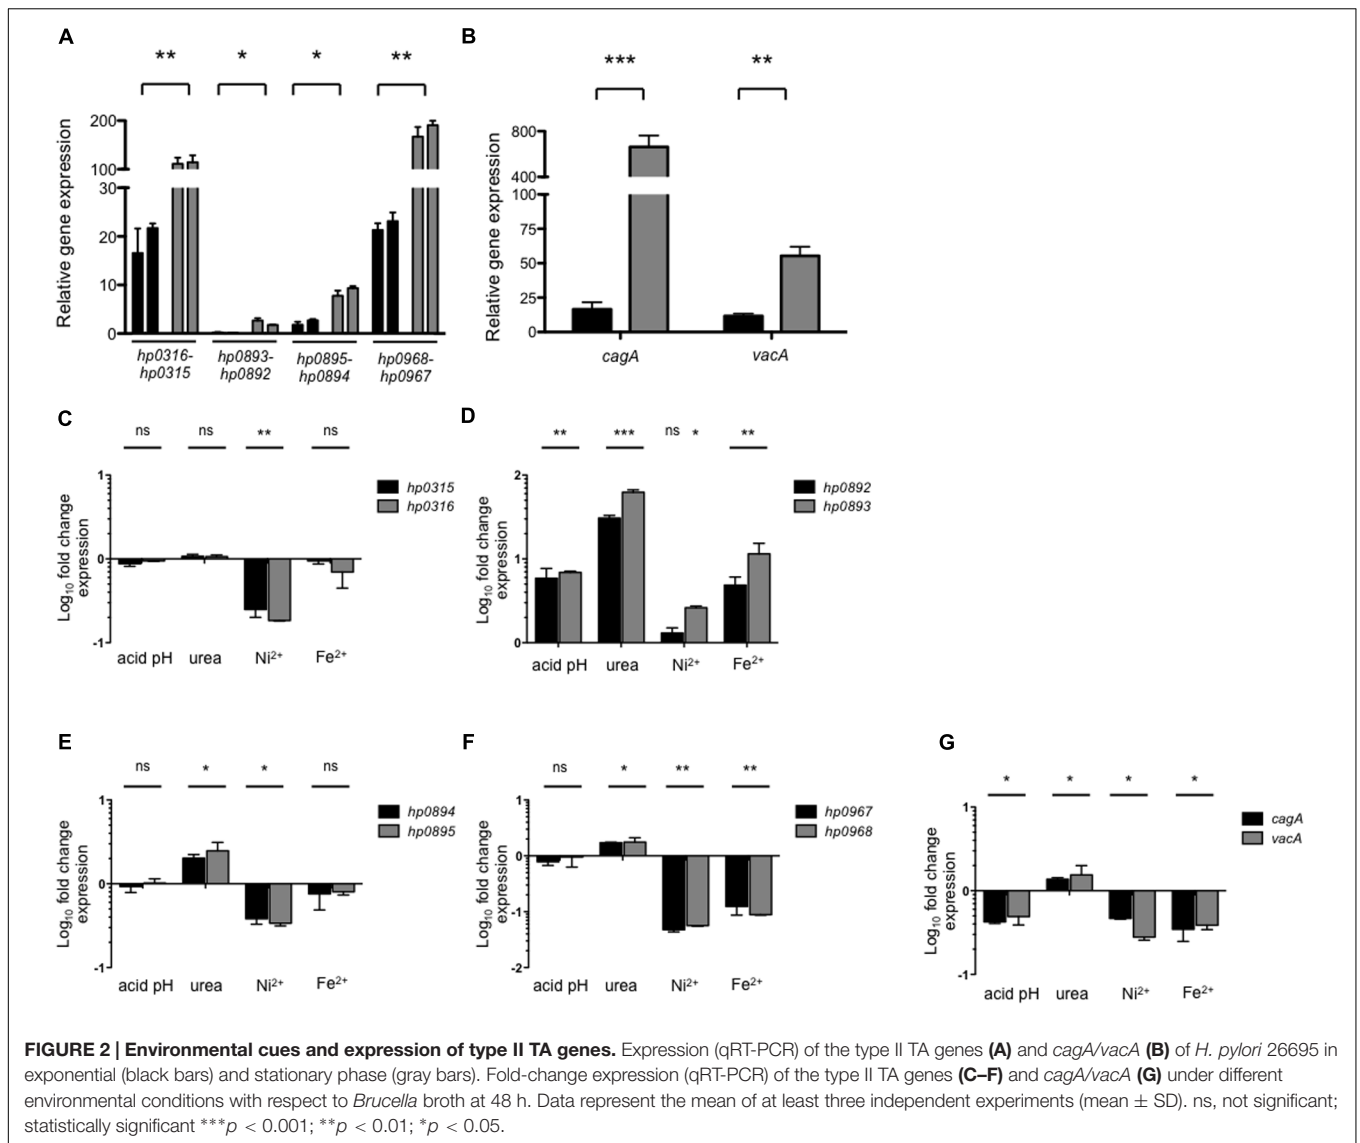 A
** * * **
Relative gene expression
200
100
30
20
10
0
hp0316-
hp0315
hp0893-
hp0892
hp0895-
hp0894
hp0968-
hp0967
B
*** **
Relative gene expression
800
400
100
75
50
25
0
cagA vacA
C
ns ns ** ns
Log10 fold change
expression
1
0
-1
acid pH urea Ni2+ Fe2+
hp0315
hp0316
D
** *** ns * **
Log10 fold change
expression
2
1
0
acid pH urea Ni2+ Fe2+
hp0892
hp0893
E
ns * * ns
Log10 fold change
expression
1
0
-1
acid pH urea Ni2+ Fe2+
hp0894
hp0895
F
ns * ** **
Log10 fold change
expression
1
0
-1
-2
acid pH urea Ni2+ Fe2+
hp0967
hp0968
G
* * * *
Log10 fold change
expression
1
0
-1
acid pH urea Ni2+ Fe2+
cagA
vacA
FIGURE 2 | Environmental cues and expression of type II TA genes. Expression (qRT-PCR) of the type II TA genes (A) and cagA/vacA (B) of H. pylori 26695 in
exponential (black bars) and stationary phase (gray bars). Fold-change expression (qRT-PCR) of the type II TA genes (C–F) and cagA/vacA (G) under different
environmental conditions with respect to Brucella broth at 48 h. Data represent the mean of at least three independent experiments (mean ± SD). ns, not significant;
statistically significant ***p < 0.001; **p < 0.01; *p < 0.05.